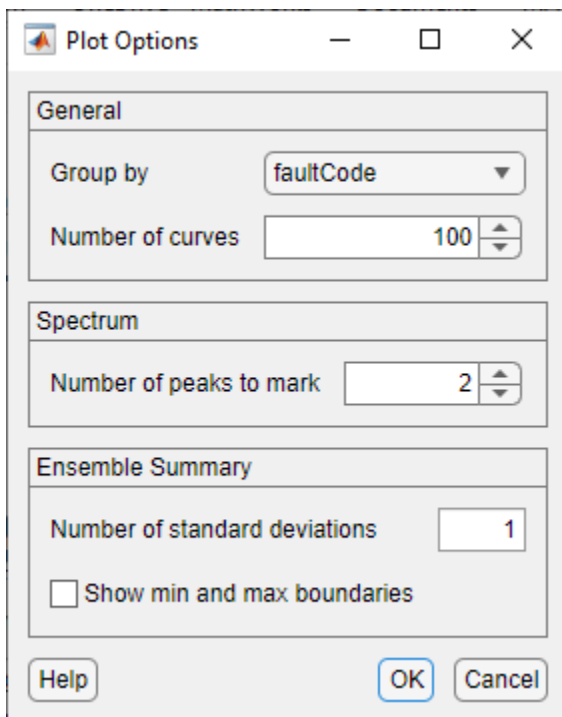 Plot Options
General
Group by faultCode
Number of curves 100
Spectrum
Number of peaks to mark 2
Ensemble Summary
Number of standard deviations 1
Show min and max boundaries
Help OK Cancel